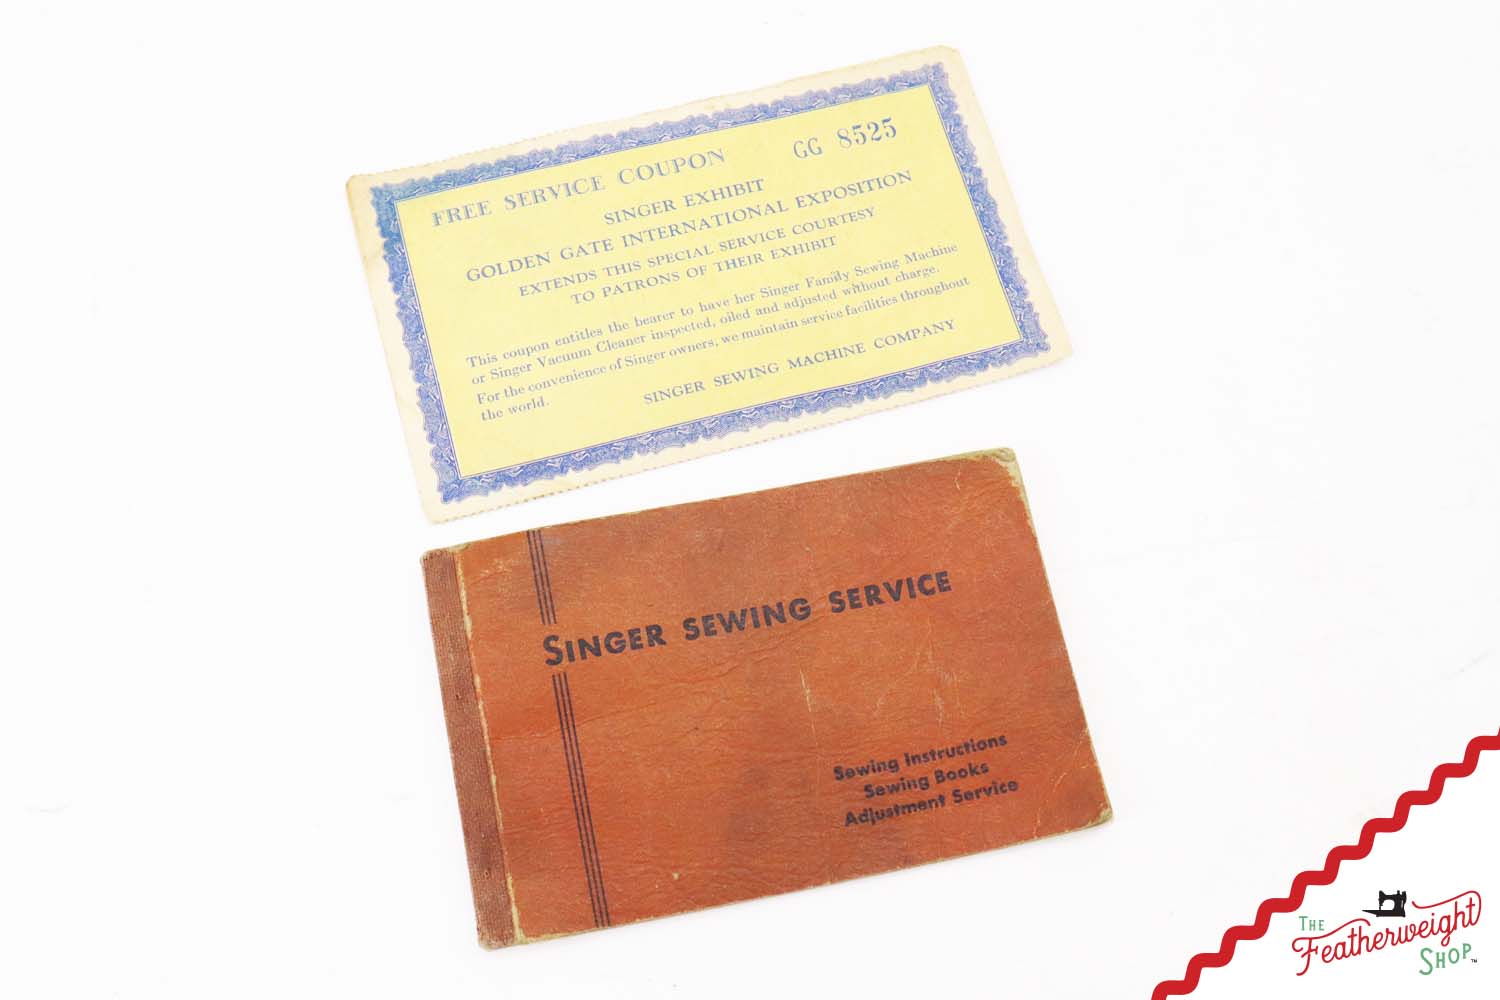 FREE SERVICE COUPON GG 8525
SINGER EXHIBIT
GOLDEN GATE INTERNATIONAL EXPOSITION
EXTENDS THIS SPECIAL SERVICE COURTESY
TO PATRONS OF THEIR EXHIBIT
This coupon entitles the bearer to have her Singer Family Sewing Machine
or Singer Vacuum Cleaner inspected, oiled and adjusted without charge.
For the convenience of Singer owners, we maintain service facilities throughout
the world.
SINGER SEWING MACHINE COMPANY
SINGER SEWING SERVICE
Sewing Instructions
Sewing Books
Adjustment Service
THE
Featherweight
SHOP™